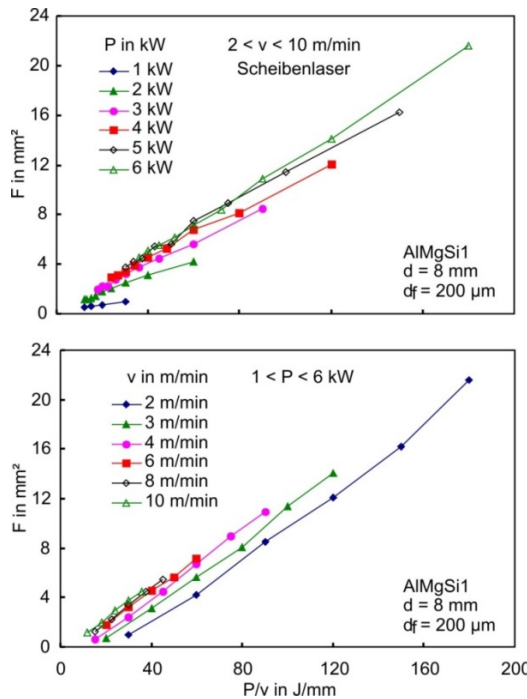 P in kW
2 < v < 10 m/min
Scheibenlaser
1 kW
2 kW
3 kW
4 kW
5 kW
6 kW
F in mm²
24
20
16
12
8
4
0
AlMgSi1
d = 8 mm
df = 200 µm
v in m/min
1 < P < 6 kW
2 m/min
3 m/min
4 m/min
6 m/min
8 m/min
10 m/min
F in mm²
24
20
16
12
8
4
0
AlMgSi1
d = 8 mm
df = 200 µm
0 40 80 120 160 200
P/v in J/mm